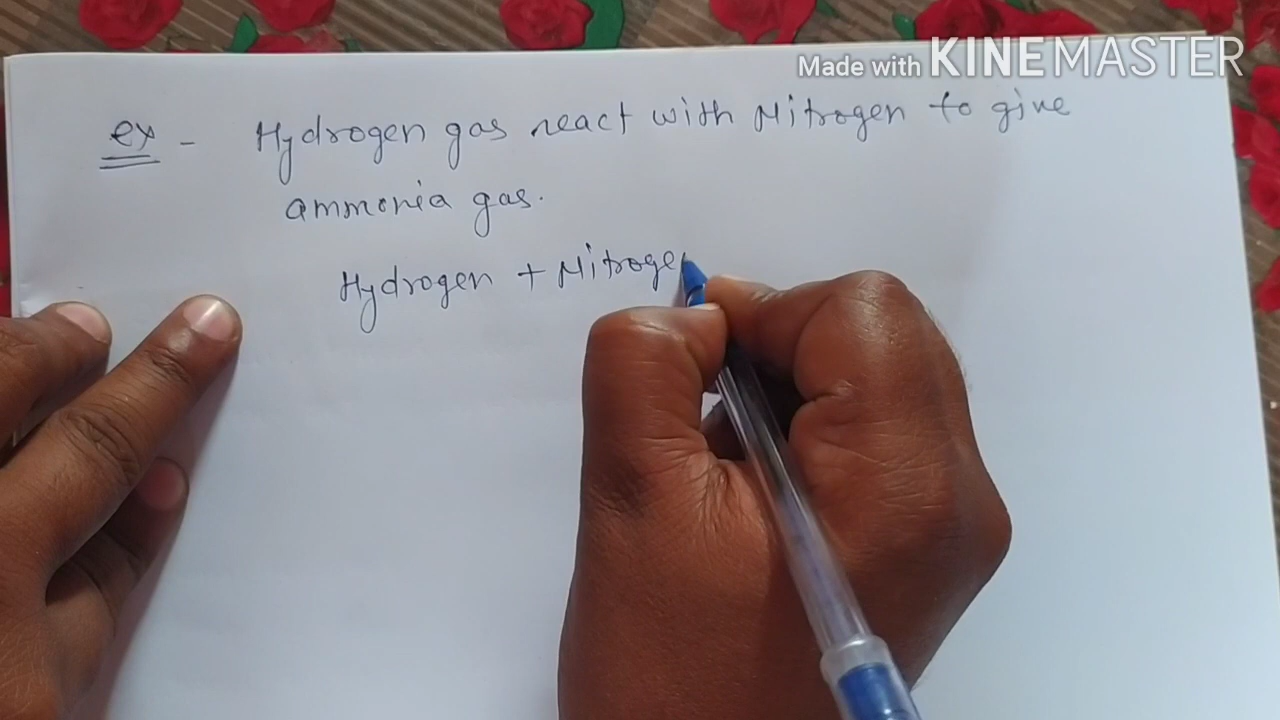 Made with KINEMASTER
ex - Hydrogen gas react with Nitrogen to give
ammonia gas.
Hydrogen + Nitroge